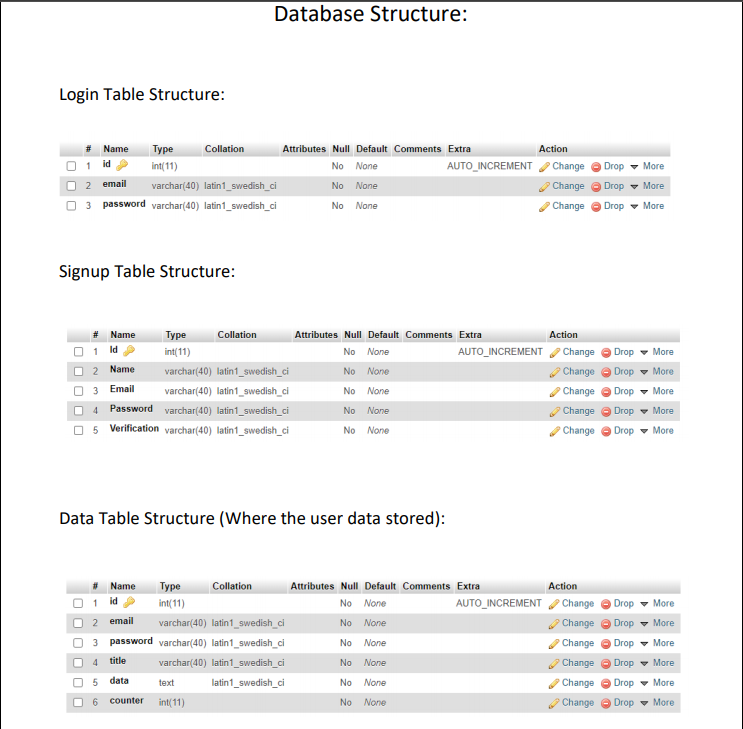 Database Structure:
Login Table Structure:
# Name Type Collation Attributes Null Default Comments Extra Action
1 id int(11) No None AUTO_INCREMENT Change Drop More
2 email varchar(40) latin1_swedish_ci No None Change Drop More
3 password varchar(40) latin1_swedish_ci No None Change Drop More
Signup Table Structure:
# Name Type Collation Attributes Null Default Comments Extra Action
1 Id int(11) No None AUTO_INCREMENT Change Drop More
2 Name varchar(40) latin1_swedish_ci No None Change Drop More
3 Email varchar(40) latin1_swedish_ci No None Change Drop More
4 Password varchar(40) latin1_swedish_ci No None Change Drop More
5 Verification varchar(40) latin1_swedish_ci No None Change Drop More
Data Table Structure (Where the user data stored):
# Name Type Collation Attributes Null Default Comments Extra Action
1 id int(11) No None AUTO_INCREMENT Change Drop More
2 email varchar(40) latin1_swedish_ci No None Change Drop More
3 password varchar(40) latin1_swedish_ci No None Change Drop More
4 title varchar(40) latin1_swedish_ci No None Change Drop More
5 data text latin1_swedish_ci No None Change Drop More
6 counter int(11) No None Change Drop More